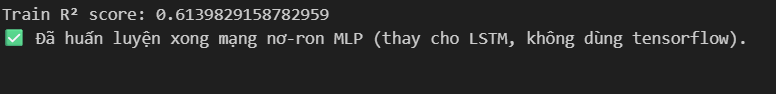 Train R² score: 0.6139829158782959
✅ Đã huấn luyện xong mạng nơ-ron MLP (thay cho LSTM, không dùng tensorflow).